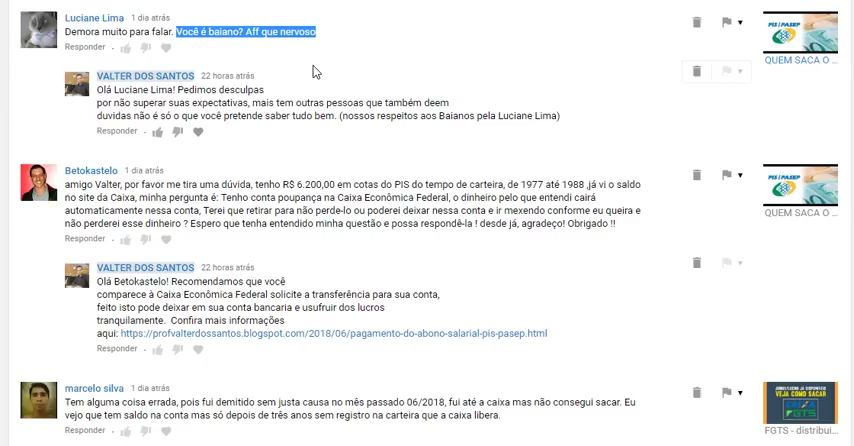 Luciane Lima 1 dia atrás
Demora muito para falar. Você é baiano? Aff que nervoso
Responder
VALTER DOS SANTOS 22 horas atrás
Olá Luciane Lima! Pedimos desculpas
por não superar suas expectativas, mais tem outras pessoas que também deem
duvidas não é só o que você pretende saber tudo bem. (nossos respeitos aos Baianos pela Luciane Lima)
Responder
PIS/PASEP
QUEM SACA O ...
Betokastelo 1 dia atrás
amigo Valter, por favor me tira uma dúvida, tenho R$ 6.200,00 em cotas do PIS do tempo de carteira, de 1977 até 1988 ,já vi o saldo
no site da Caixa, minha pergunta é: Tenho conta poupança na Caixa Econômica Federal, o dinheiro pelo que entendi cairá
automaticamente nessa conta, Terei que retirar para não perde-lo ou poderei deixar nessa conta e ir mexendo conforme eu queira e
não perderei esse dinheiro ? Espero que tenha entendido minha questão e possa respondê-la ! desde já, agradeço! Obrigado !!
Responder
PIS/PASEP
QUEM SACA O ...
VALTER DOS SANTOS 22 horas atrás
Olá Betokastelo! Recomendamos que você
comparece à Caixa Econômica Federal solicite a transferência para sua conta,
feito isto pode deixar em sua conta bancaria e usufruir dos lucros
tranquilamente. Confira mais informações
aqui: https://profvalterdossantos.blogspot.com/2018/06/pagamento-do-abono-salarial-pis-pasep.html
Responder
marcelo silva 1 dia atrás
Tem alguma coisa errada, pois fui demitido sem justa causa no mês passado 06/2018, fui até a caixa mas não consegui sacar. Eu
vejo que tem saldo na conta mas só depois de três anos sem registro na carteira que a caixa libera.
Responder
VEJA COMO SACAR
FGTS
FGTS - distribui...